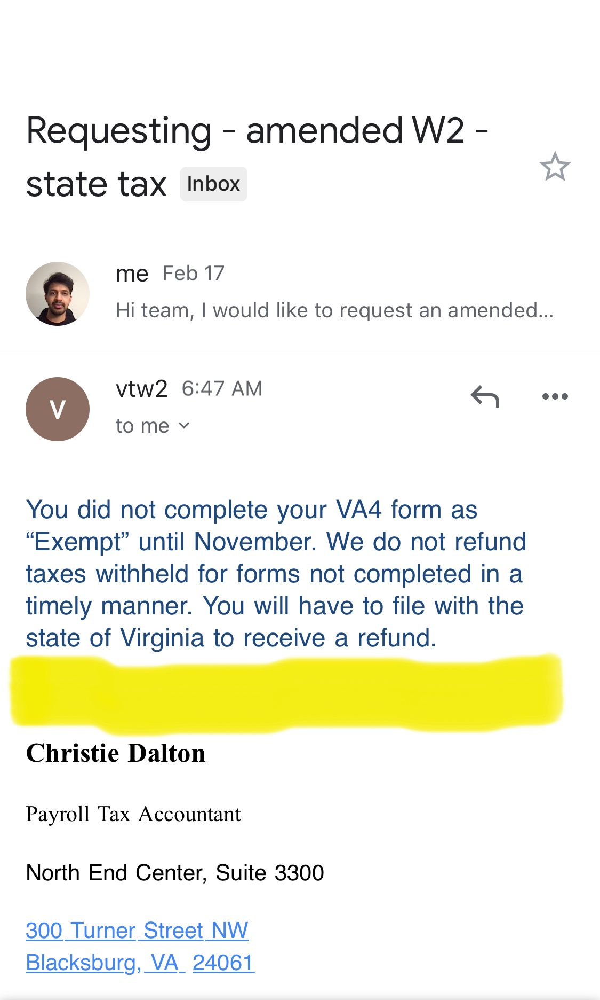 Requesting - amended W2 -
state tax Inbox
me Feb 17
Hi team, I would like to request an amended...
V
vtw2 6:47 AM
to me
You did not complete your VA4 form as
“Exempt” until November. We do not refund
taxes withheld for forms not completed in a
timely manner. You will have to file with the
state of Virginia to receive a refund.
Christie Dalton
Payroll Tax Accountant
North End Center, Suite 3300
300 Turner Street NW
Blacksburg, VA 24061